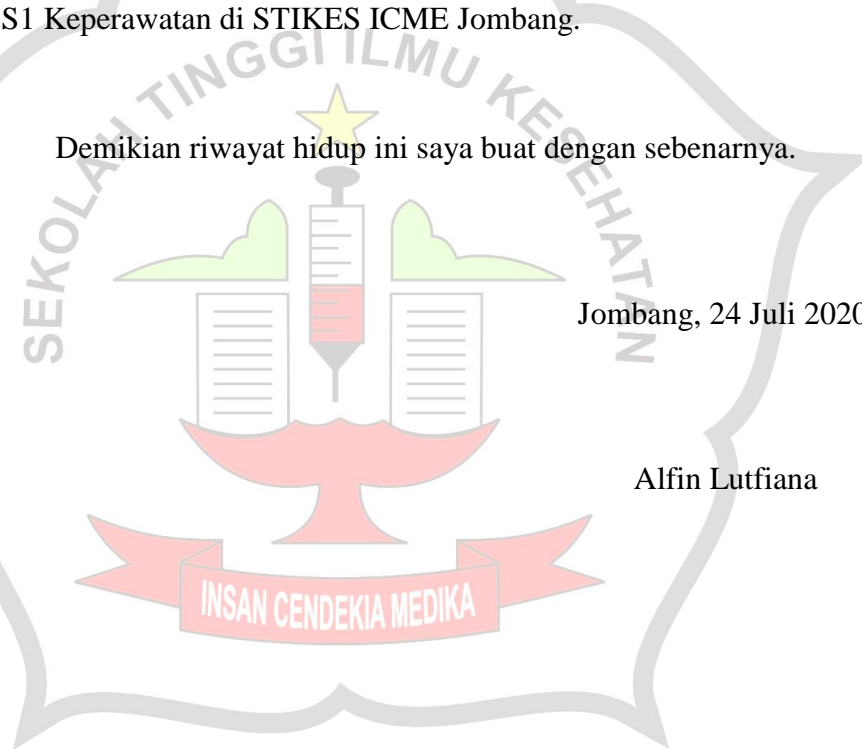 S1 Keperawatan di STIKES ICME Jombang.
SEKOLAH TINGGI ILMU KESEHATAN
Demikian riwayat hidup ini saya buat dengan sebenarnya.
Jombang, 24 Juli 2020
Alfin Lutfiana
INSAN CENDEKIA MEDIKA